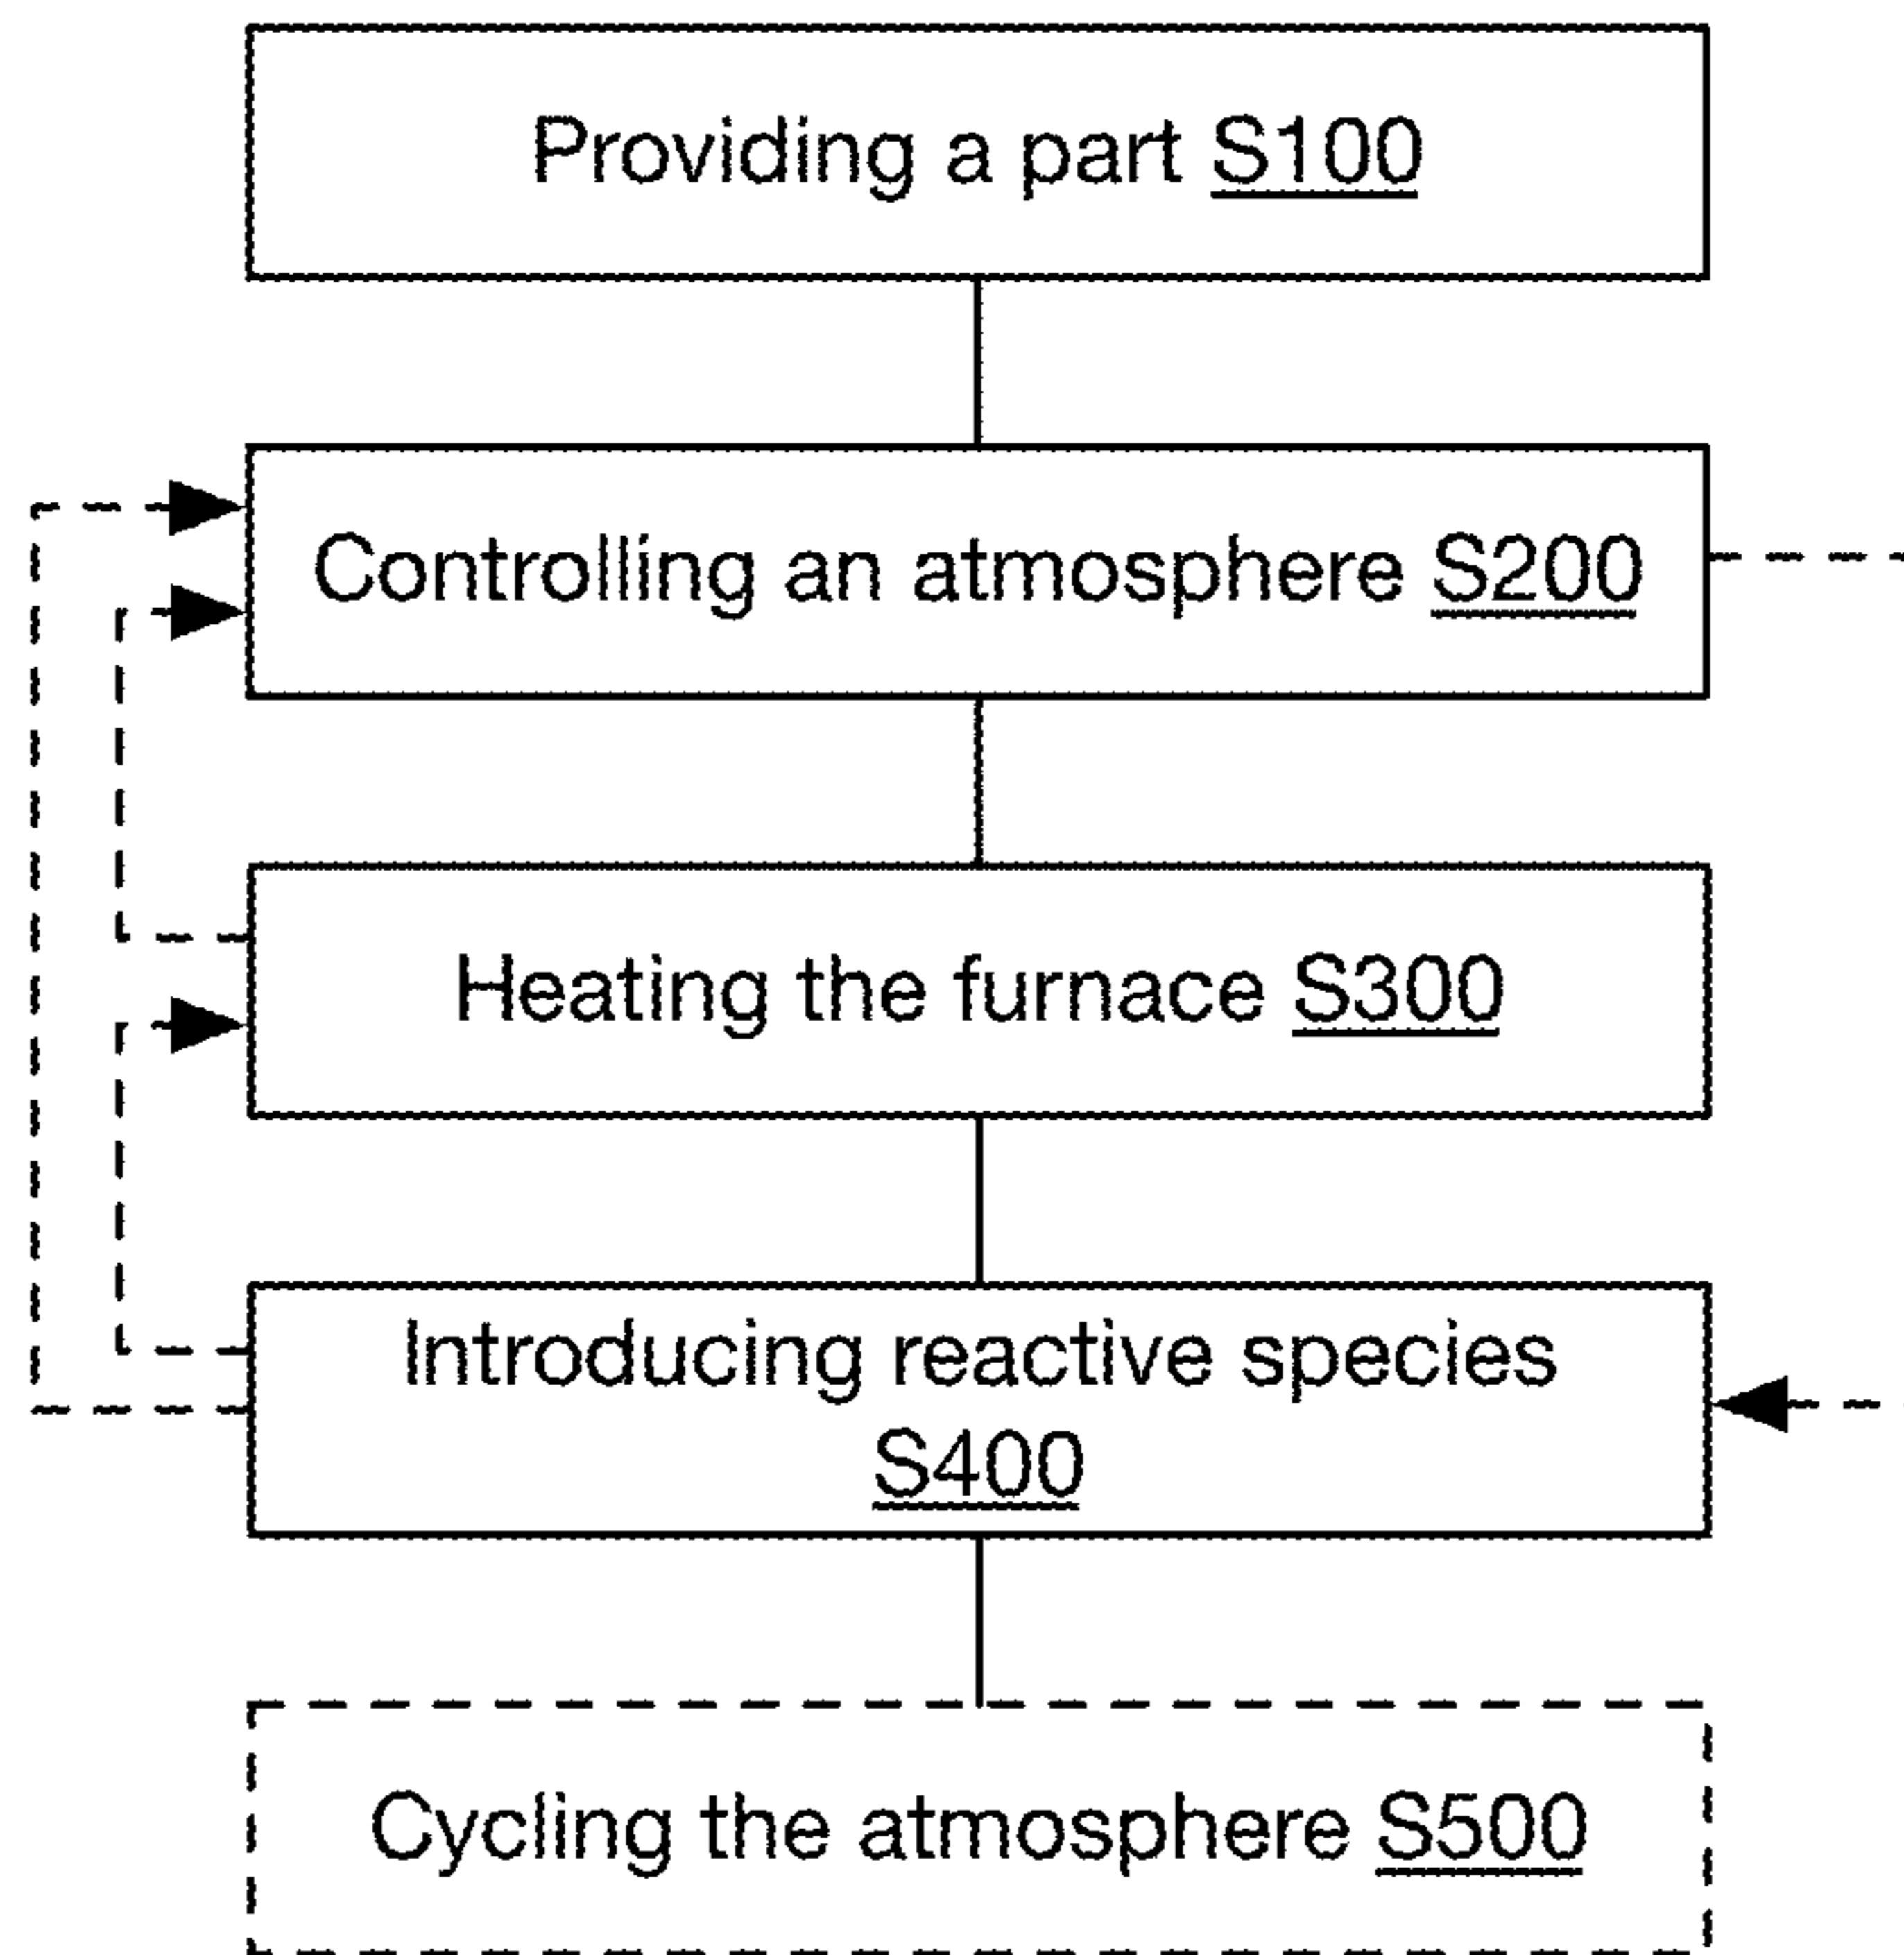 Providing a part S100
Controlling an atmosphere S200
Heating the furnace S300
Introducing reactive species
S400
Cycling the atmosphere S500